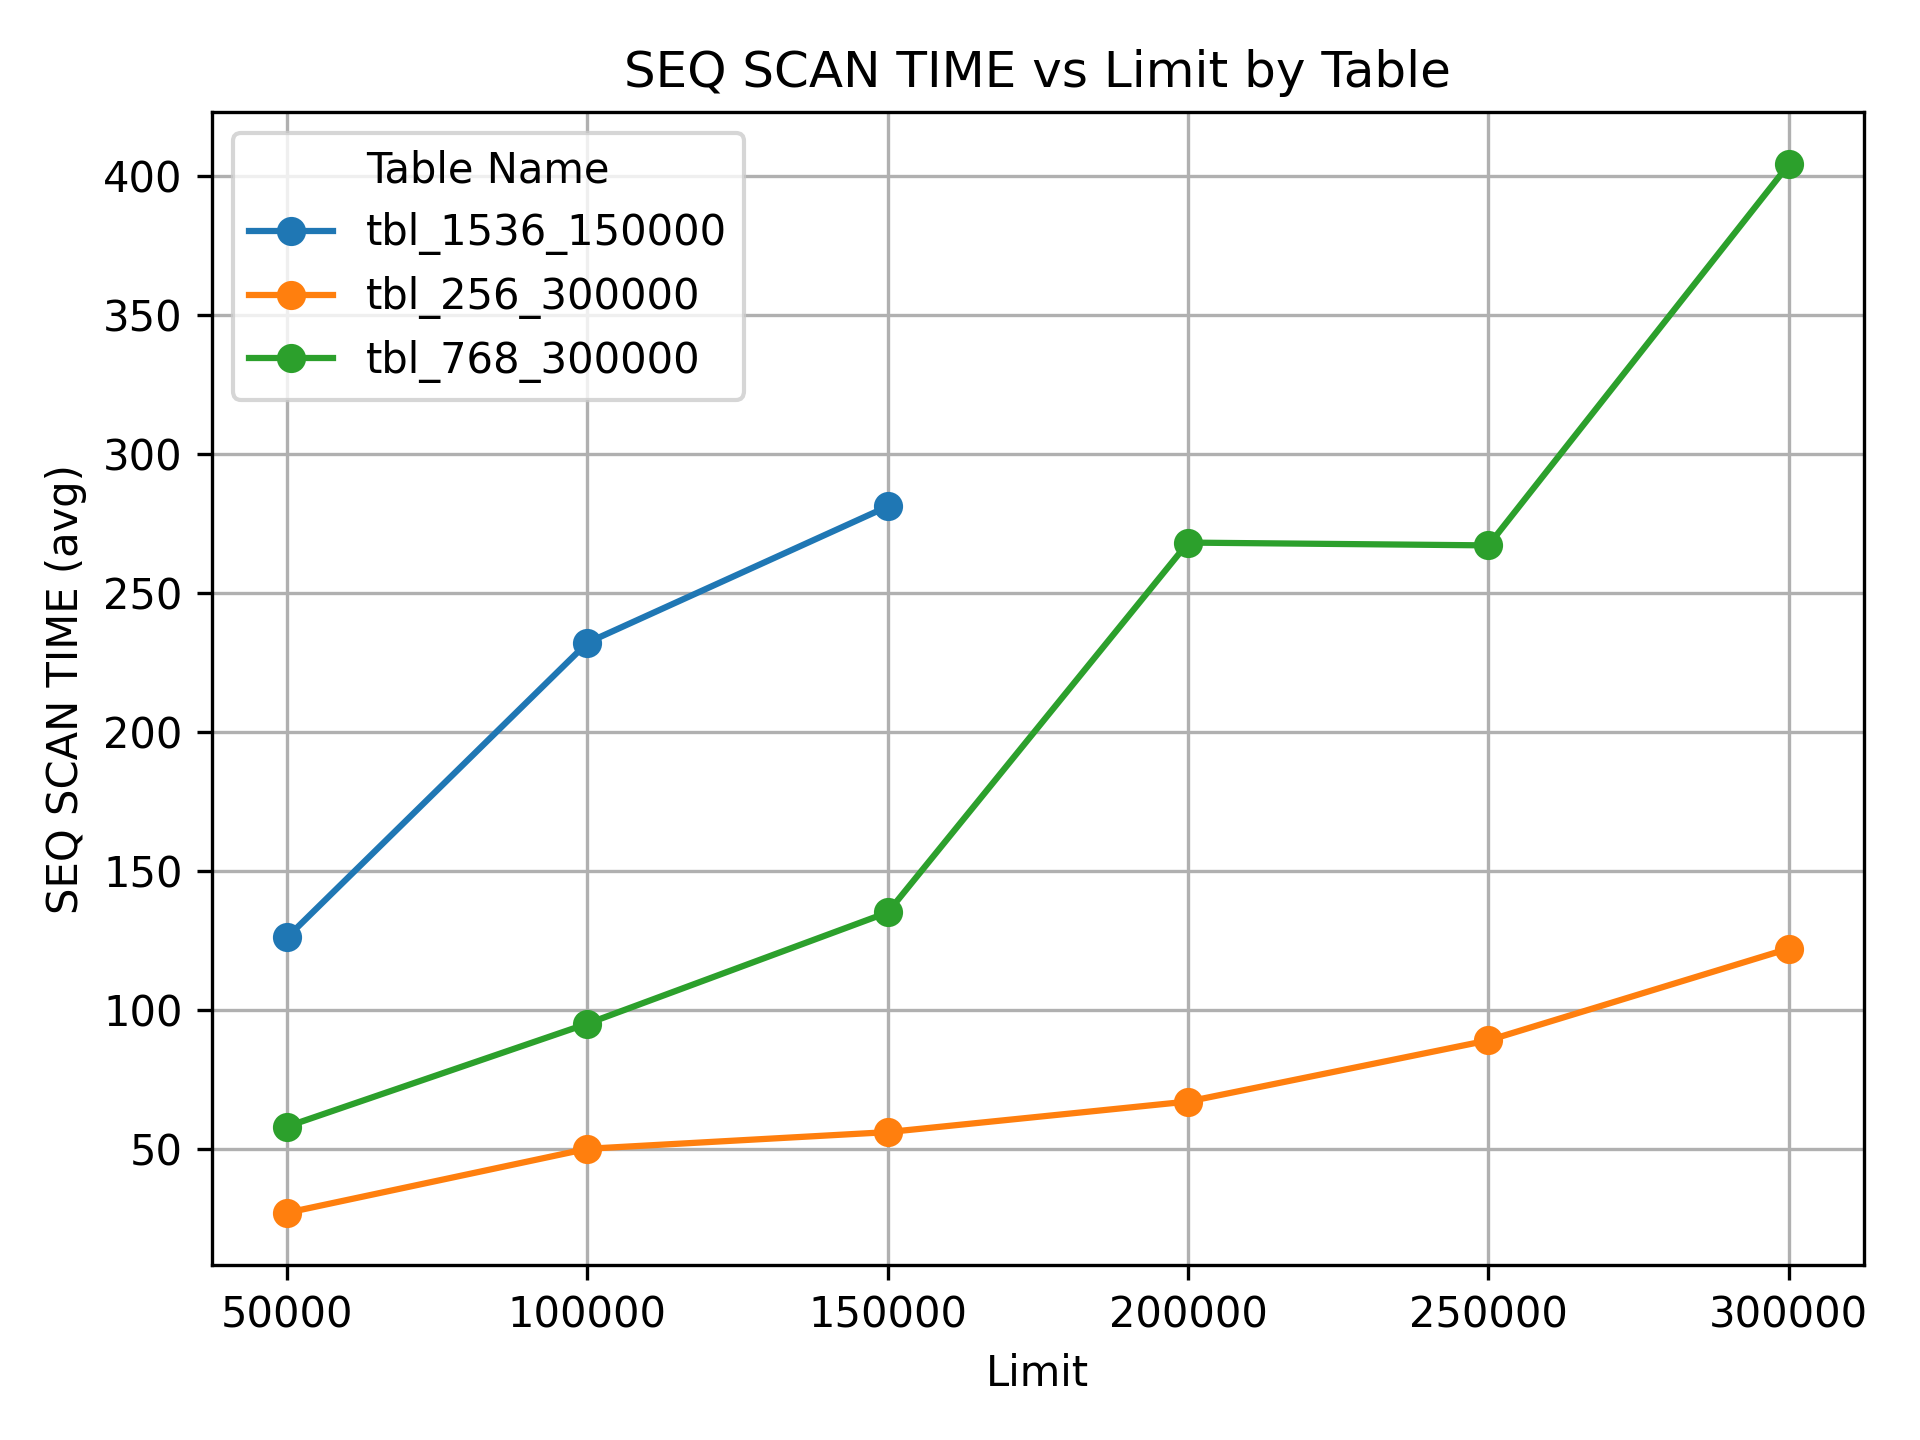 SEQ SCAN TIME vs Limit by Table
Table Name
tbl_1536_150000
tbl_256_300000
tbl_768_300000
SEQ SCAN TIME (avg)
400
350
300
250
200
150
100
50
50000 100000 150000 200000 250000 300000
Limit